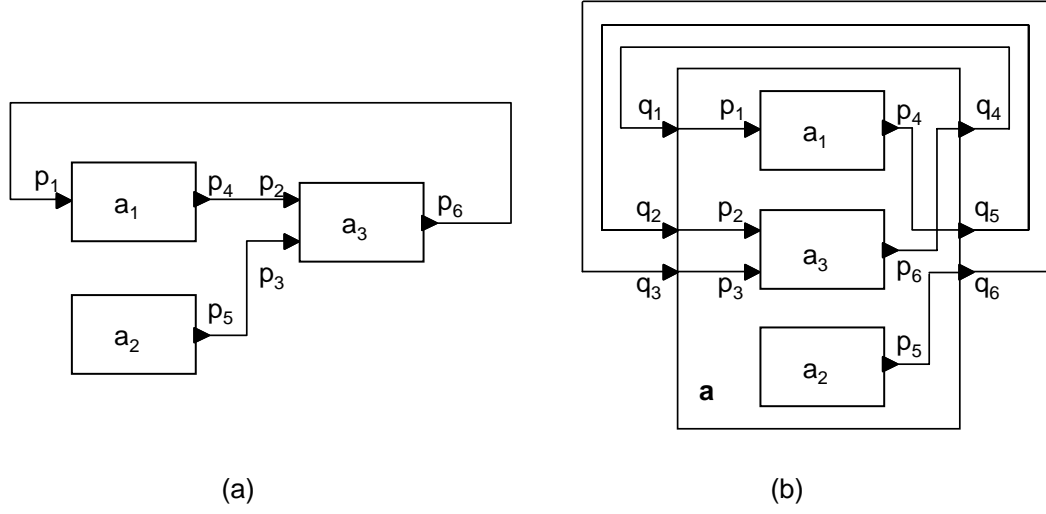 p₁
a₁
p₄
p₂
a₃
p₆
p₃
a₂
p₅
(a)
q₁
p₁
a₁
p₄
q₄
q₂
p₂
a₃
p₆
q₅
q₃
p₃
q₆
a₂
p₅
a
(b)